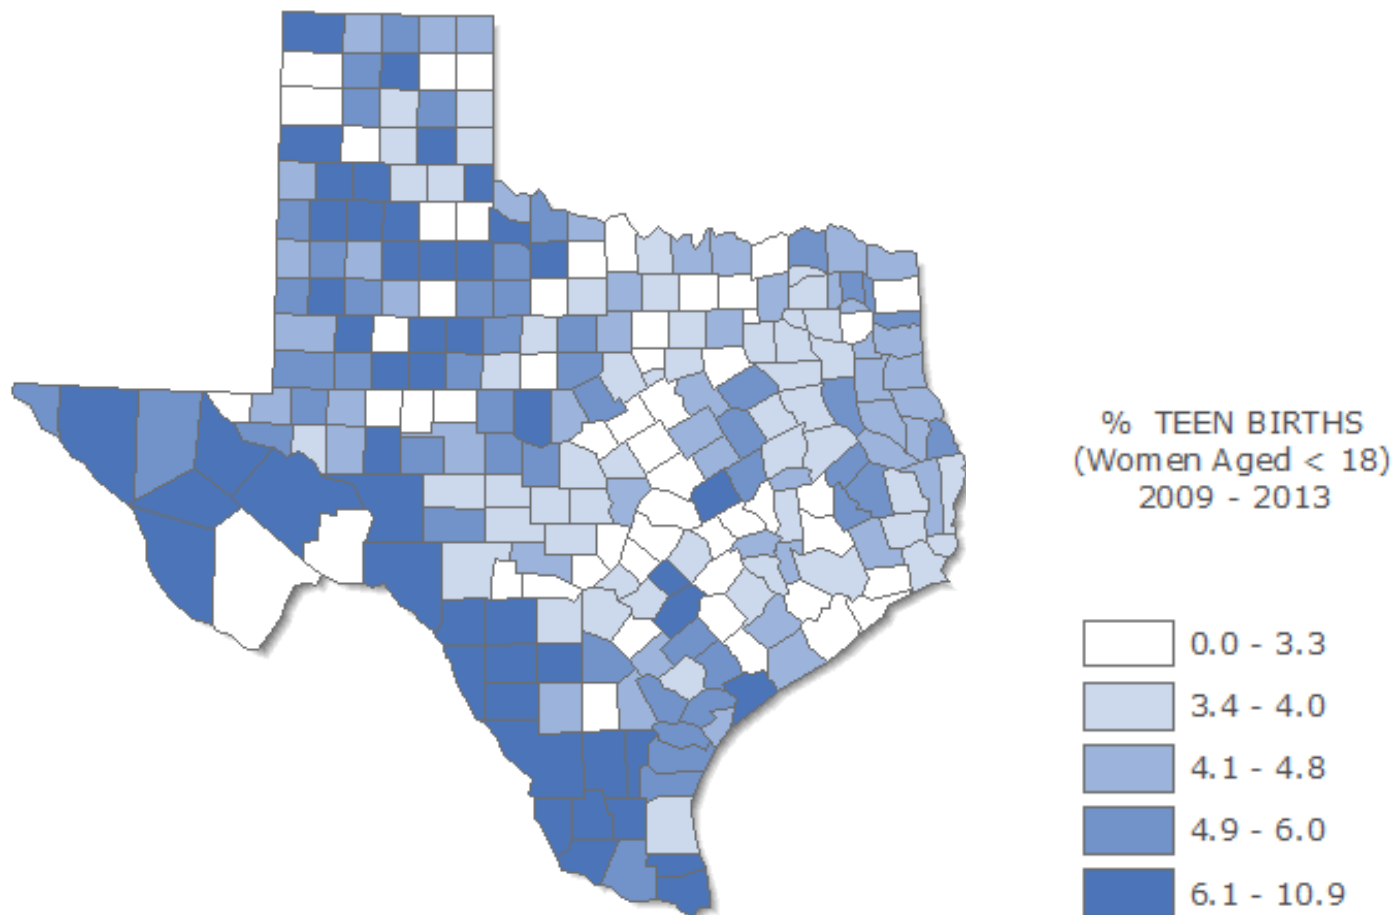 % TEEN BIRTHS
(Women Aged < 18)
2009 - 2013
0.0 - 3.3
3.4 - 4.0
4.1 - 4.8
4.9 - 6.0
6.1 - 10.9